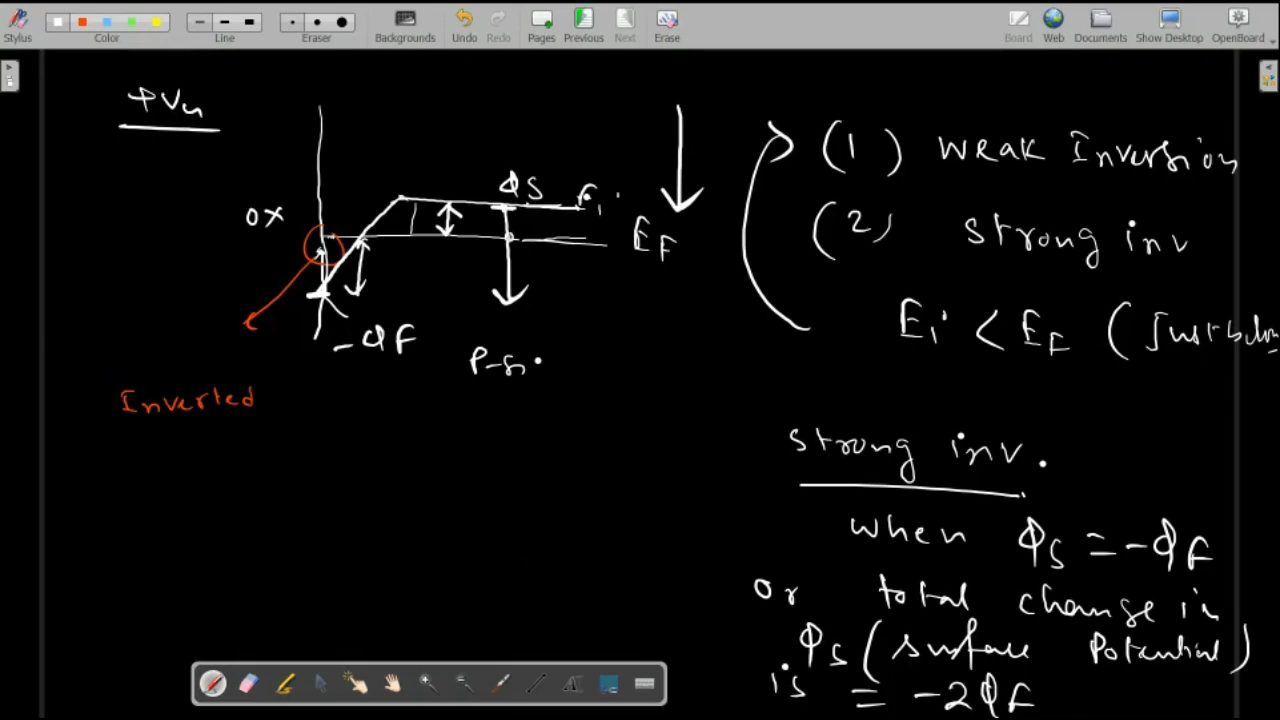 Stylus
Color
Line
Eraser
Backgrounds
Undo
Redo
Pages
Previous
Next
Erase
Board
Web
Documents
Show Desktop
OpenBoard
+VG
OX
ΦS
Ei
EF
-ΦF
P-Si
Inverted
(1) Weak Inversion
(2) Strong inv
Ei < EF (
Strong inv.
when ΦS = -ΦF
or total change in
ΦS (surface Potential)
is = -2ΦF